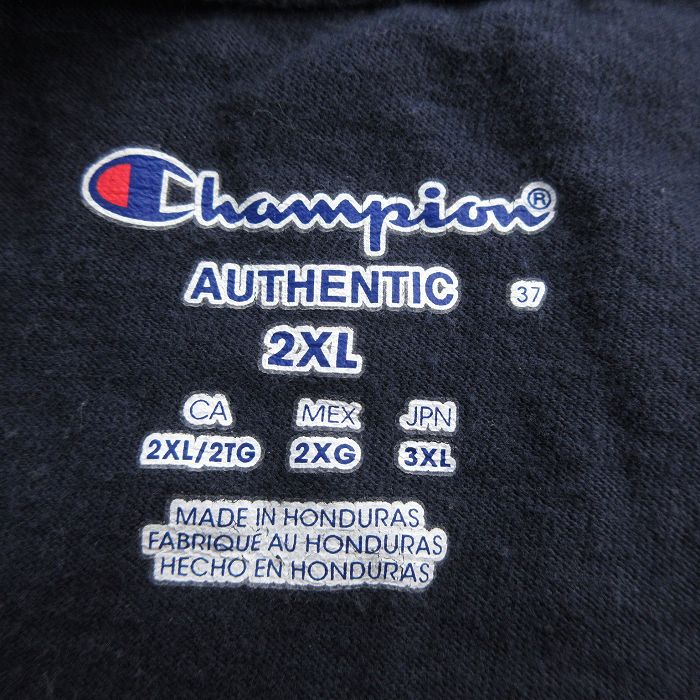 Champion®
AUTHENTIC 37
2XL
CA MEX JPN
2XL/2TG 2XG 3XL
MADE IN HONDURAS
FABRIQUÉ AU HONDURAS
HECHO EN HONDURAS